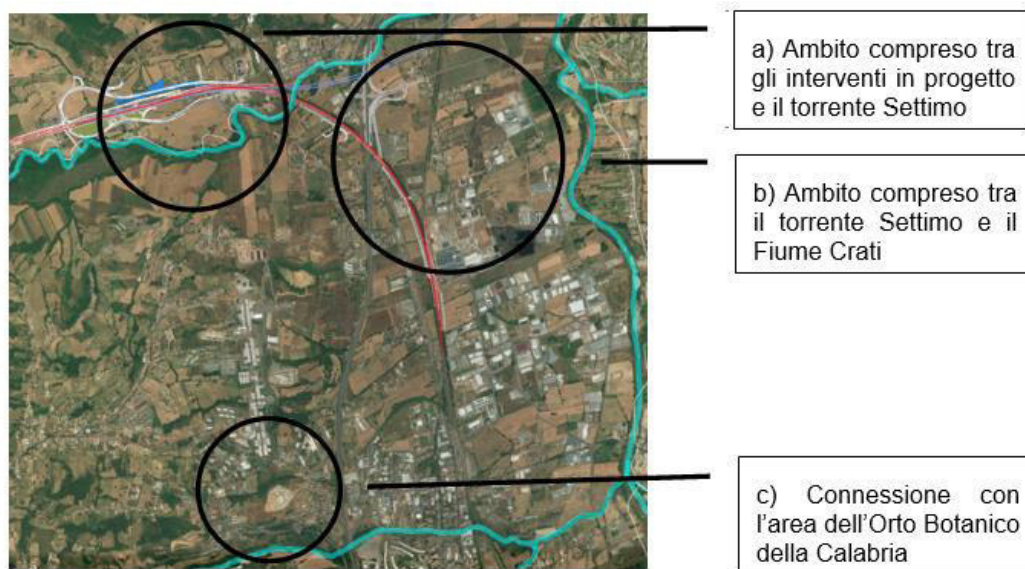 a) Ambito compreso tra
gli interventi in progetto
e il torrente Settimo
b) Ambito compreso tra
il torrente Settimo e il
Fiume Crati
c) Connessione con
l'area dell'Orto Botanico
della Calabria